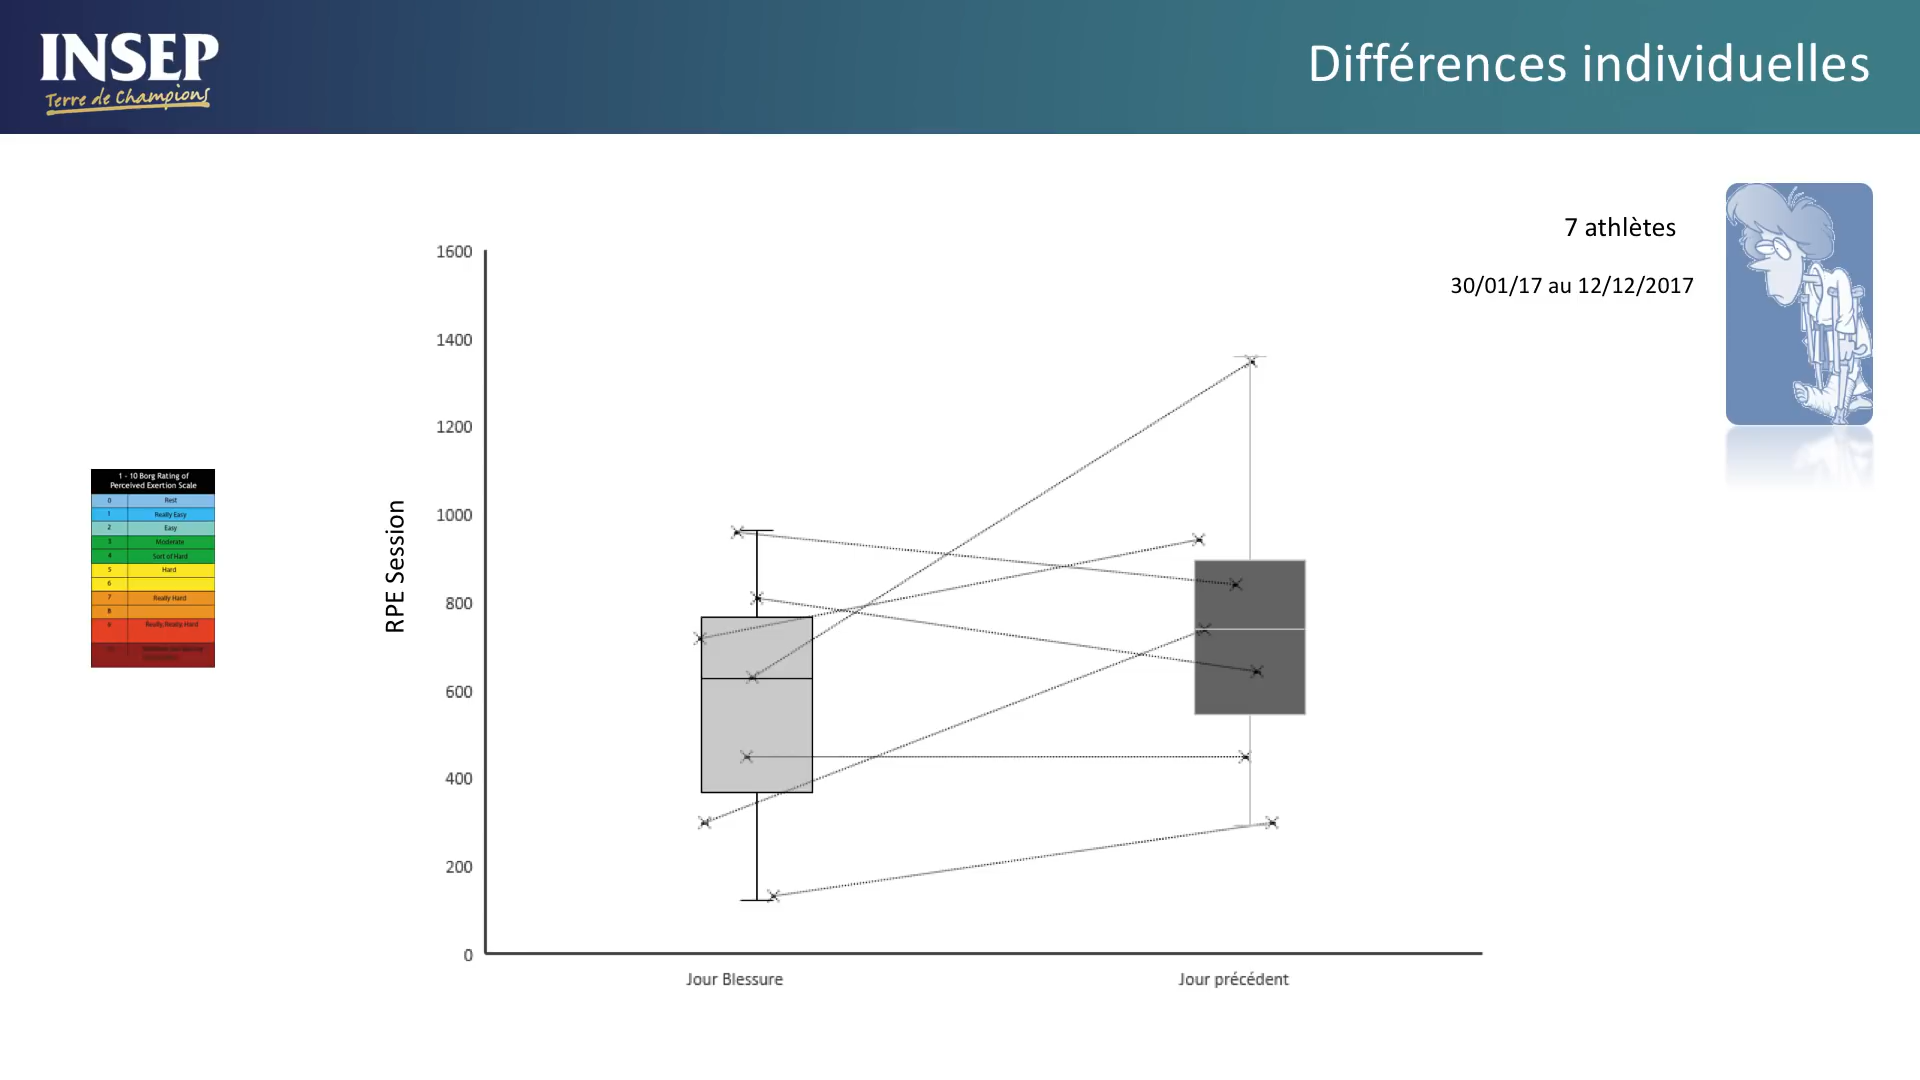 INSEP
Terre de Champions
Différences individuelles
7 athlètes
30/01/17 au 12/12/2017
1 - 10 Borg Rating of
Perceived Exertion Scale
0 Rest
1 Really Easy
2 Easy
3 Moderate
4 Sort of Hard
5 Hard
6
7 Really Hard
8
9 Really, Really, Hard
RPE Session
1600
1400
1200
1000
800
600
400
200
0
Jour Blessure
Jour précédent